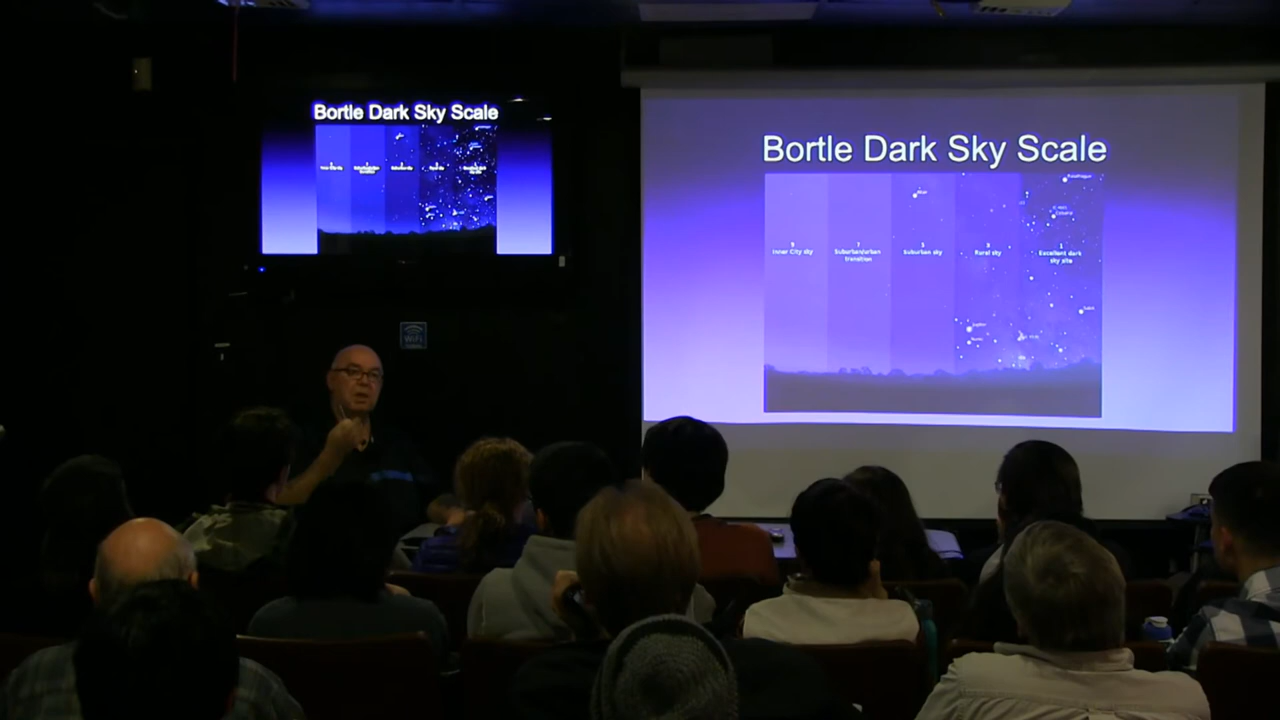 Bortle Dark Sky Scale
Bortle Dark Sky Scale
9
Inner City sky
7
Suburban/urban
transition
5
Suburban sky
3
Rural sky
1
Excellent dark
sky site
Jupiter
WiFi